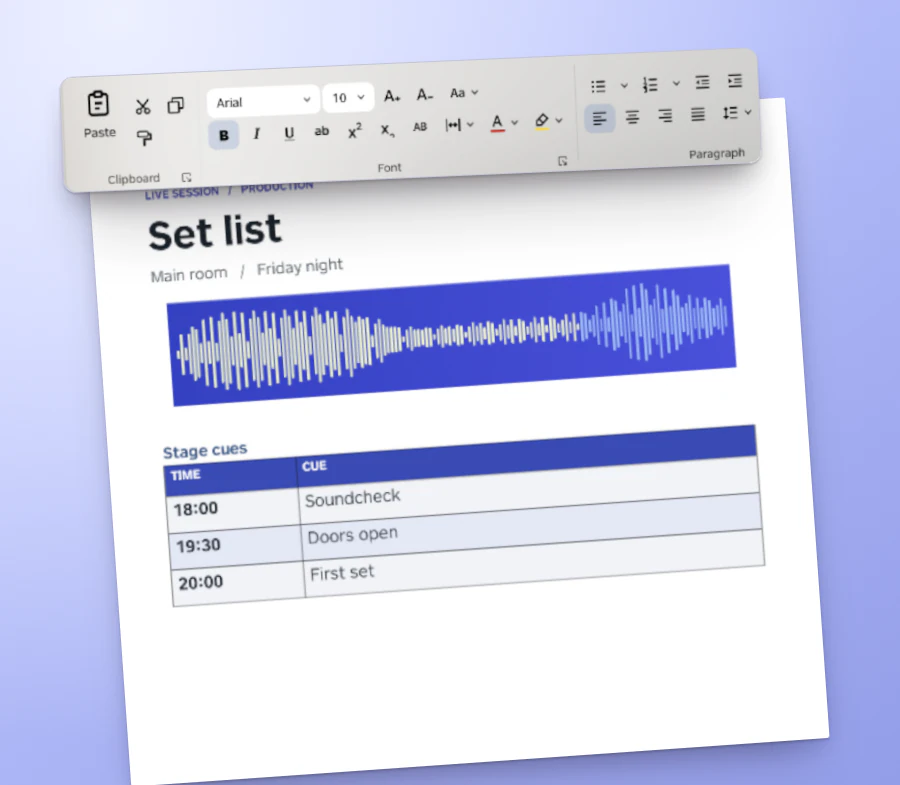 Arial
10
A+ A- Aa
Paste
B I U ab x² x AB A
Clipboard
Font
Paragraph
LIVE SESSION / PRODUCTION
Set list
Main room / Friday night
Stage cues
TIME CUE
18:00 Soundcheck
19:30 Doors open
20:00 First set